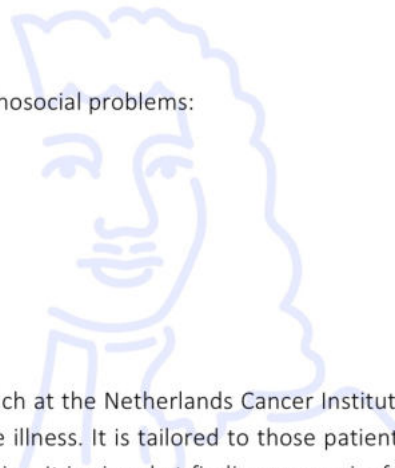 nosocial problems:
ch at the Netherlands Cancer Institut
e illness. It is tailored to those patient